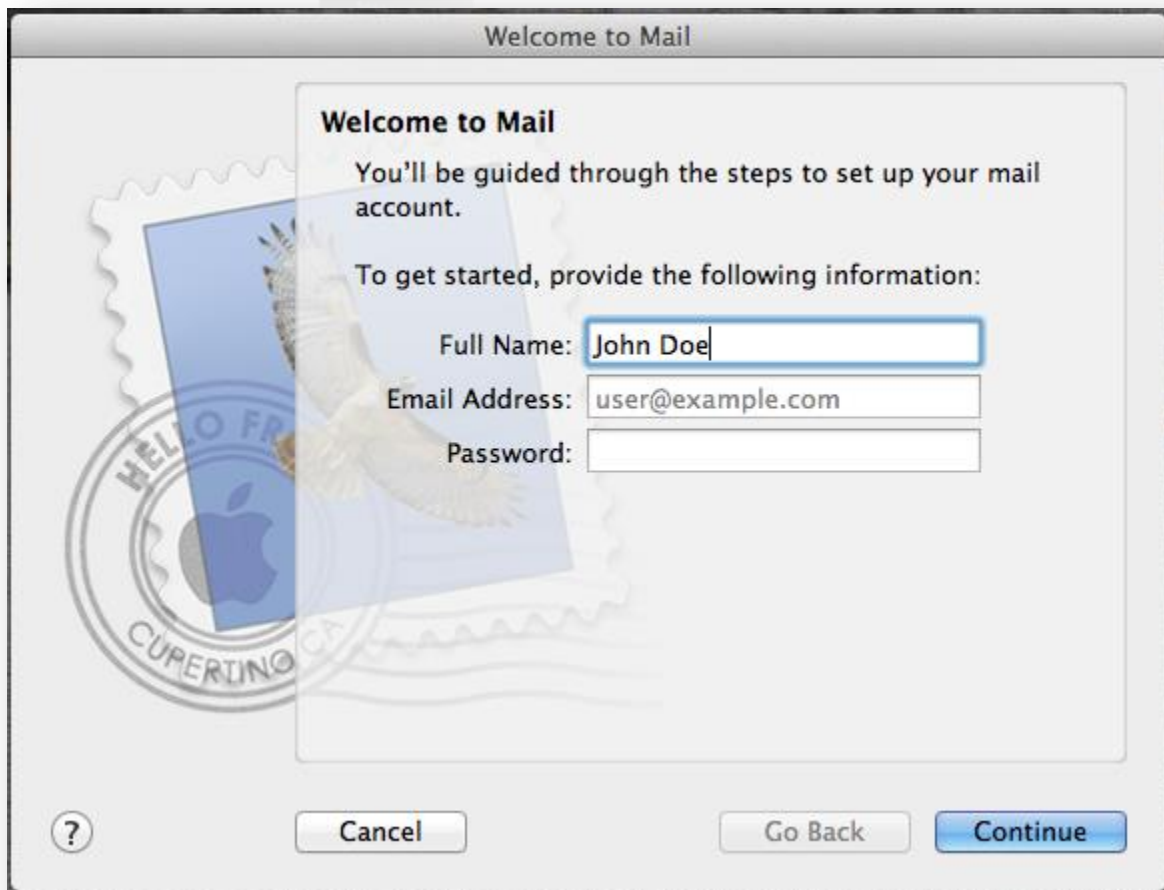 Welcome to Mail
Welcome to Mail
You'll be guided through the steps to set up your mail
account.
To get started, provide the following information:
Full Name: John Doe
Email Address: user@example.com
Password:
HELLO FR
CUPERTINO CA
? Cancel Go Back Continue